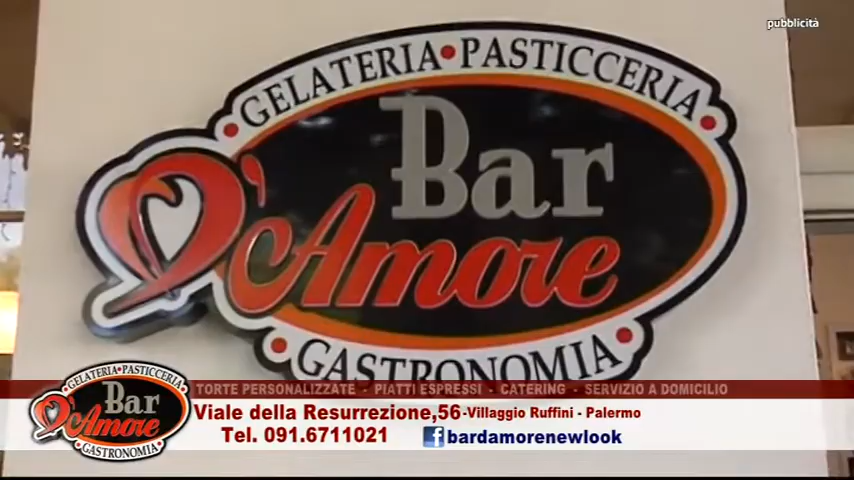 pubblicità
GELATERIA • PASTICCERIA
Bar
D'Amore
GASTRONOMIA
TORTE PERSONALIZZATE - PIATTI ESPRESSI - CATERING - SERVIZIO A DOMICILIO
GELATERIA • PASTICCERIA
Bar
D'Amore
GASTRONOMIA
Viale della Resurrezione,56-Villaggio Ruffini - Palermo
Tel. 091.6711021
f bardamorenewlook